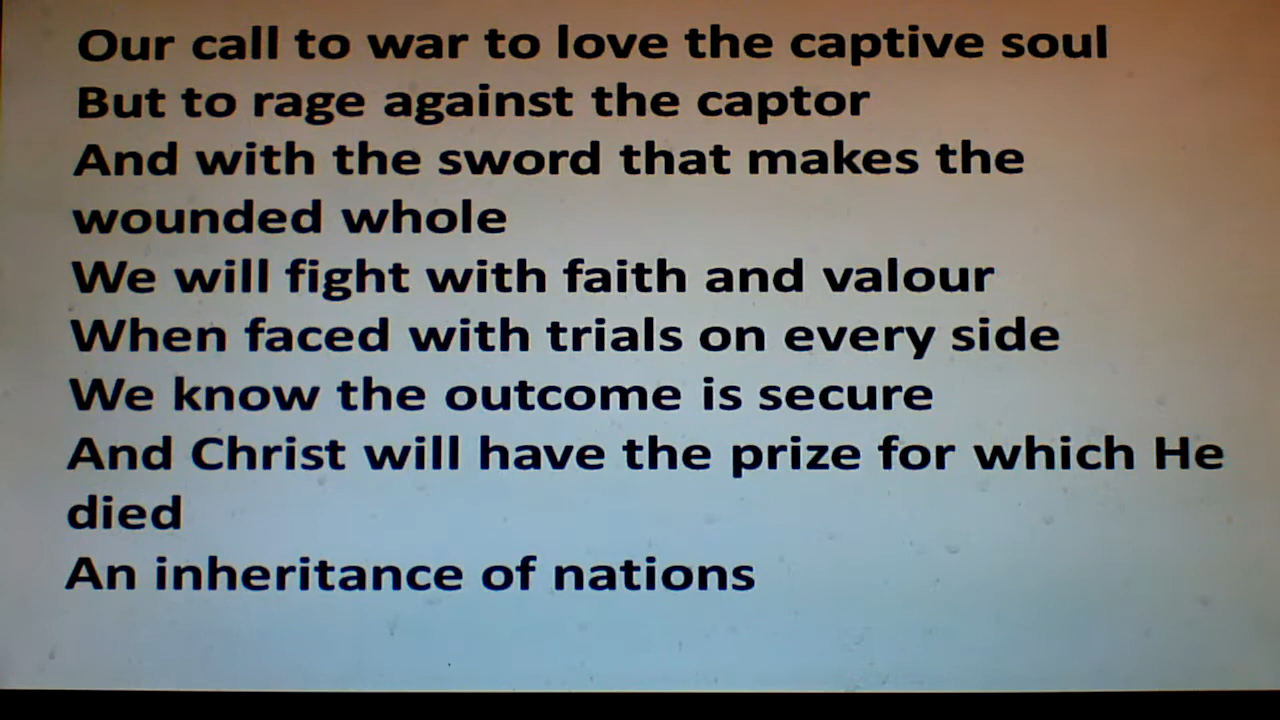 Our call to war to love the captive soul
But to rage against the captor
And with the sword that makes the
wounded whole
We will fight with faith and valour
When faced with trials on every side
We know the outcome is secure
And Christ will have the prize for which He
died
An inheritance of nations